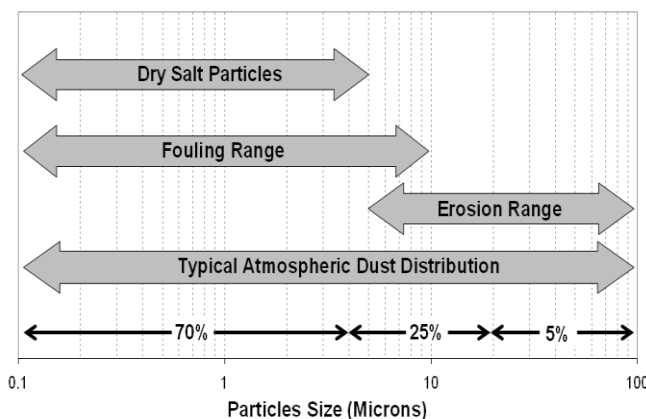 Dry Salt Particles
Fouling Range
Erosion Range
Typical Atmospheric Dust Distribution
70% 25% 5%
0.1 1 10 100
Particles Size (Microns)